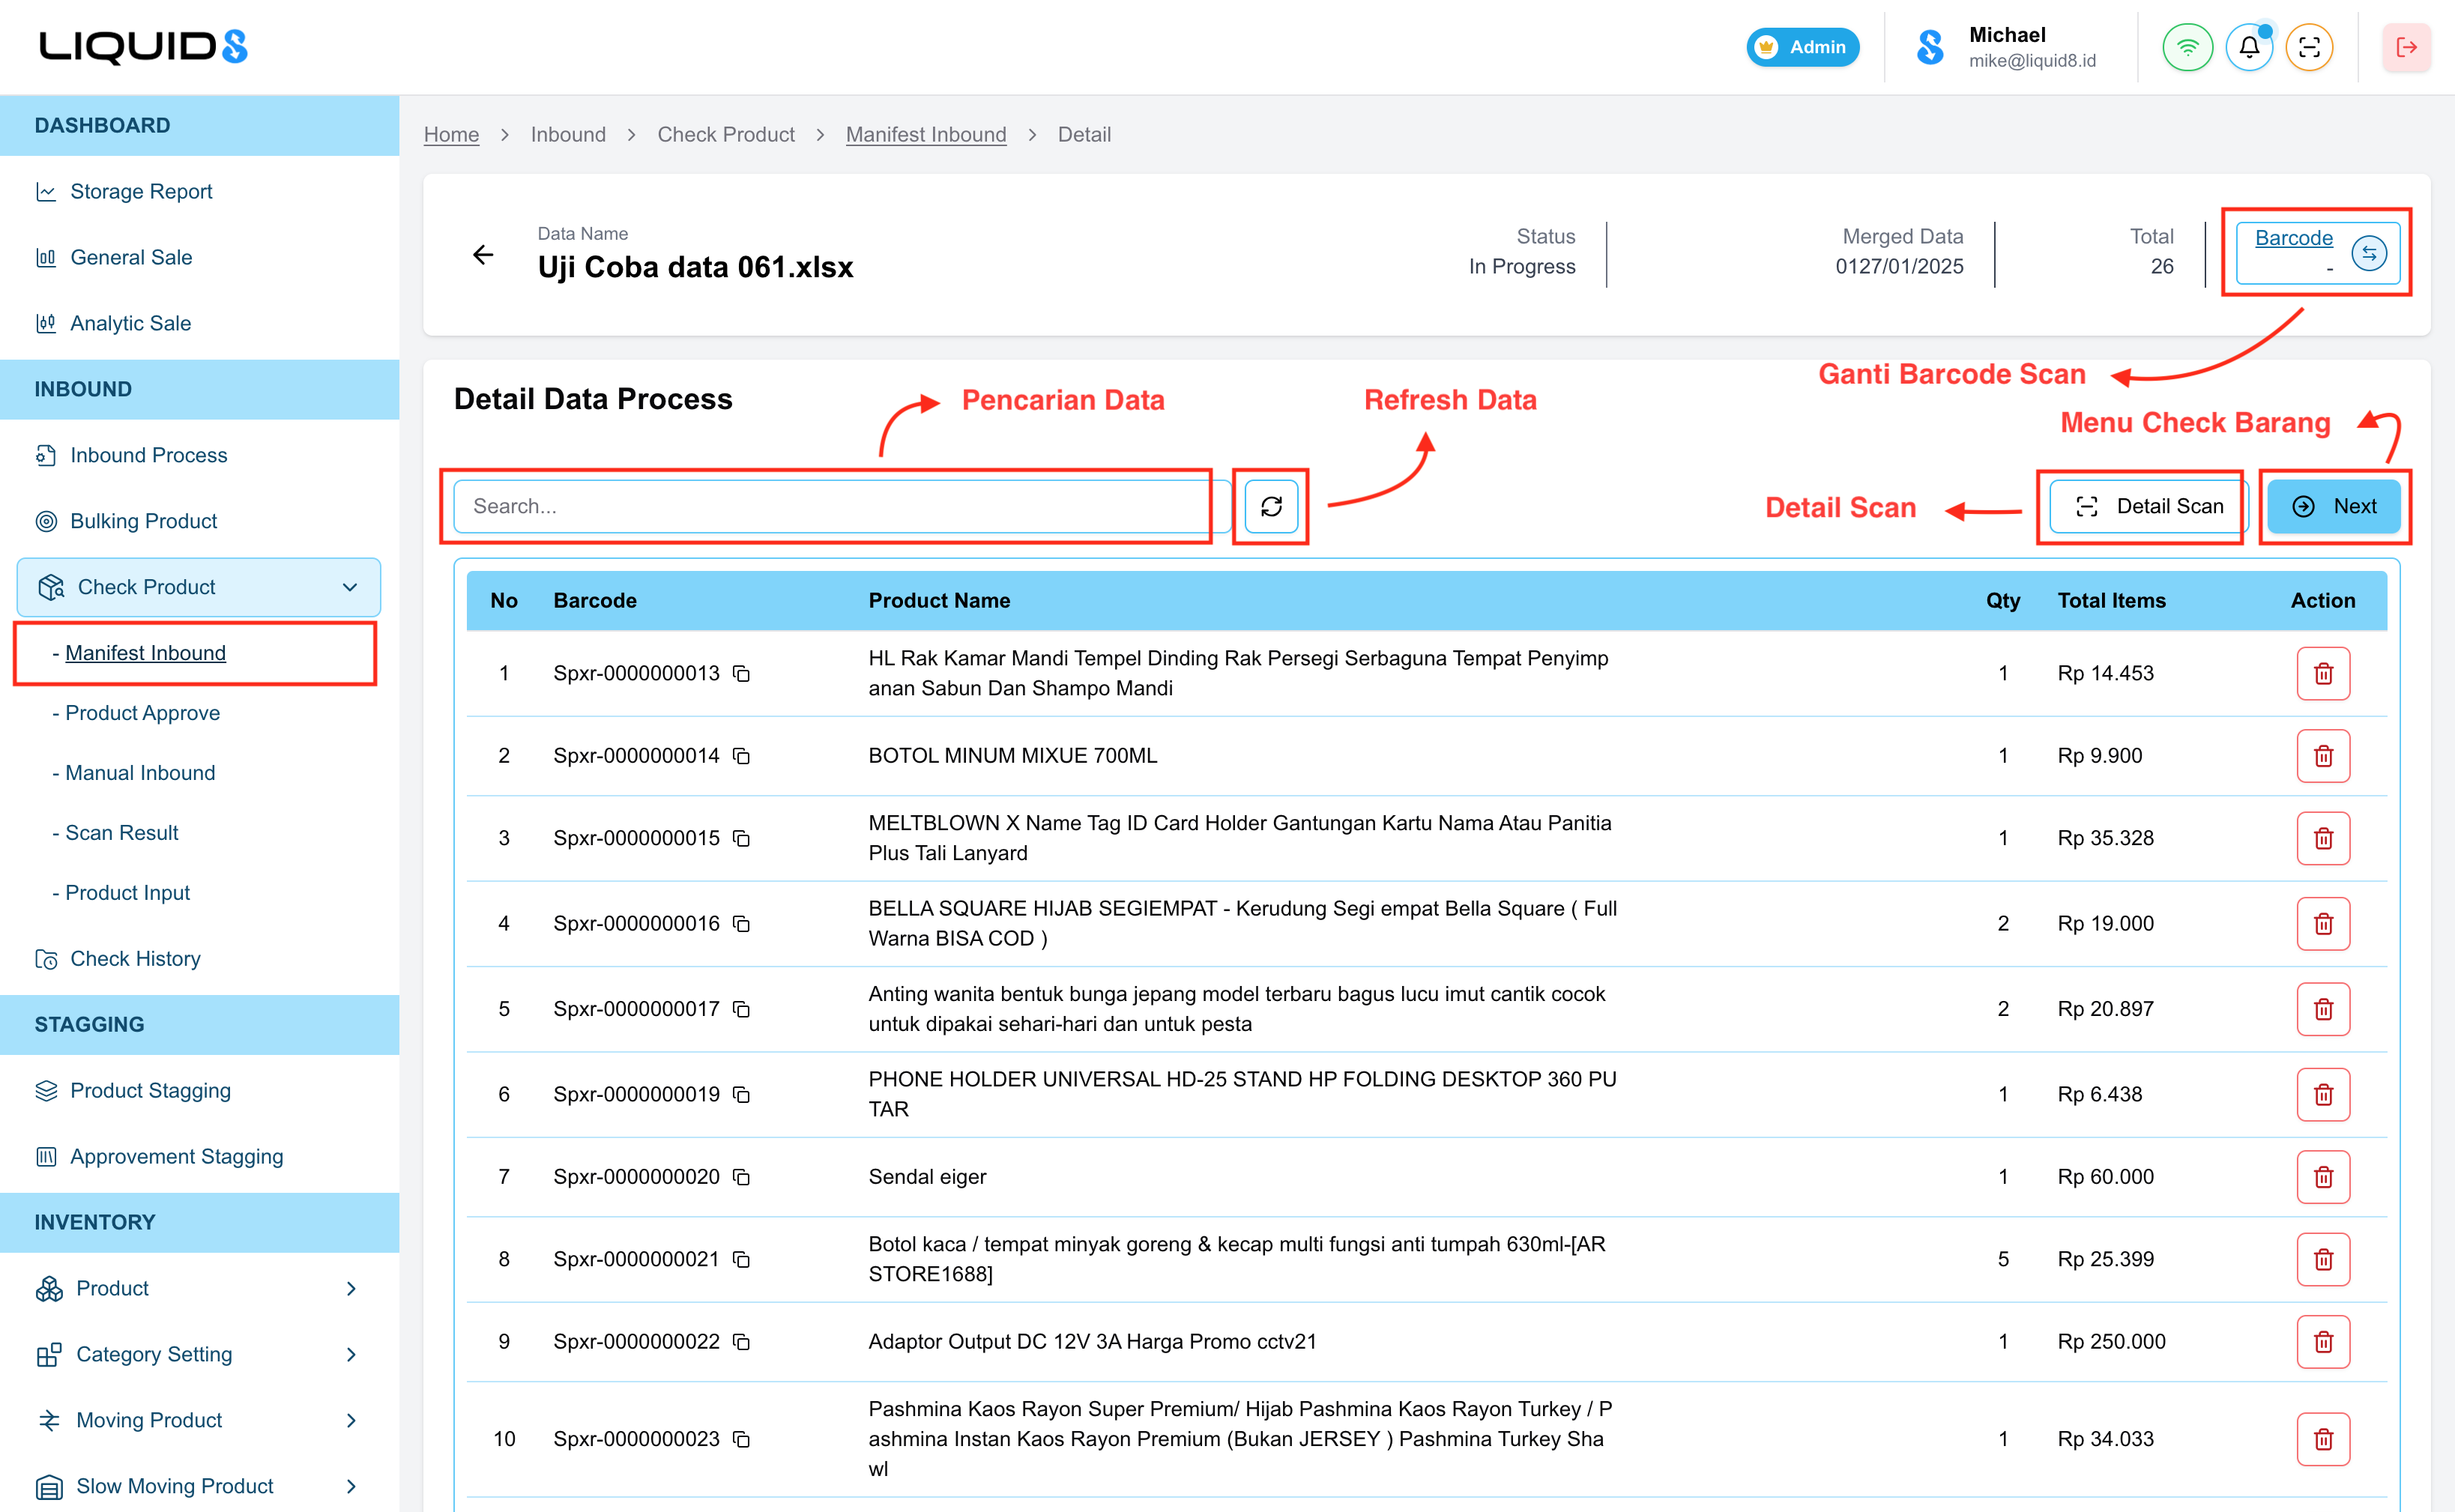 LIQUID8
Admin
Michael
mike@liquid8.id
DASHBOARD
Storage Report
General Sale
Analytic Sale
INBOUND
Inbound Process
Bulking Product
Check Product
- Manifest Inbound
- Product Approve
- Manual Inbound
- Scan Result
- Product Input
Check History
STAGGING
Product Stagging
Approvement Stagging
INVENTORY
Product
Category Setting
Moving Product
Slow Moving Product
Home > Inbound > Check Product > Manifest Inbound > Detail
Data Name
Uji Coba data 061.xlsx
Status
In Progress
Merged Data
0127/01/2025
Total
26
Barcode
-
Ganti Barcode Scan
Detail Data Process
Pencarian Data
Refresh Data
Menu Check Barang
Search...
Detail Scan
Detail Scan
Next
No Barcode Product Name Qty Total Items Action
1 Spxr-0000000013 HL Rak Kamar Mandi Tempel Dinding Rak Persegi Serbaguna Tempat Penyimp
anan Sabun Dan Shampo Mandi 1 Rp 14.453
2 Spxr-0000000014 BOTOL MINUM MIXUE 700ML 1 Rp 9.900
3 Spxr-0000000015 MELTBLOWN X Name Tag ID Card Holder Gantungan Kartu Nama Atau Panitia
Plus Tali Lanyard 1 Rp 35.328
4 Spxr-0000000016 BELLA SQUARE HIJAB SEGIEMPAT - Kerudung Segi empat Bella Square ( Full
Warna BISA COD ) 2 Rp 19.000
5 Spxr-0000000017 Anting wanita bentuk bunga jepang model terbaru bagus lucu imut cantik cocok
untuk dipakai sehari-hari dan untuk pesta 2 Rp 20.897
6 Spxr-0000000019 PHONE HOLDER UNIVERSAL HD-25 STAND HP FOLDING DESKTOP 360 PU
TAR 1 Rp 6.438
7 Spxr-0000000020 Sendal eiger 1 Rp 60.000
8 Spxr-0000000021 Botol kaca / tempat minyak goreng & kecap multi fungsi anti tumpah 630ml-[AR
STORE1688] 5 Rp 25.399
9 Spxr-0000000022 Adaptor Output DC 12V 3A Harga Promo cctv21 1 Rp 250.000
10 Spxr-0000000023 Pashmina Kaos Rayon Super Premium/ Hijab Pashmina Kaos Rayon Turkey / P
ashmina Instan Kaos Rayon Premium (Bukan JERSEY ) Pashmina Turkey Sha
wl 1 Rp 34.033